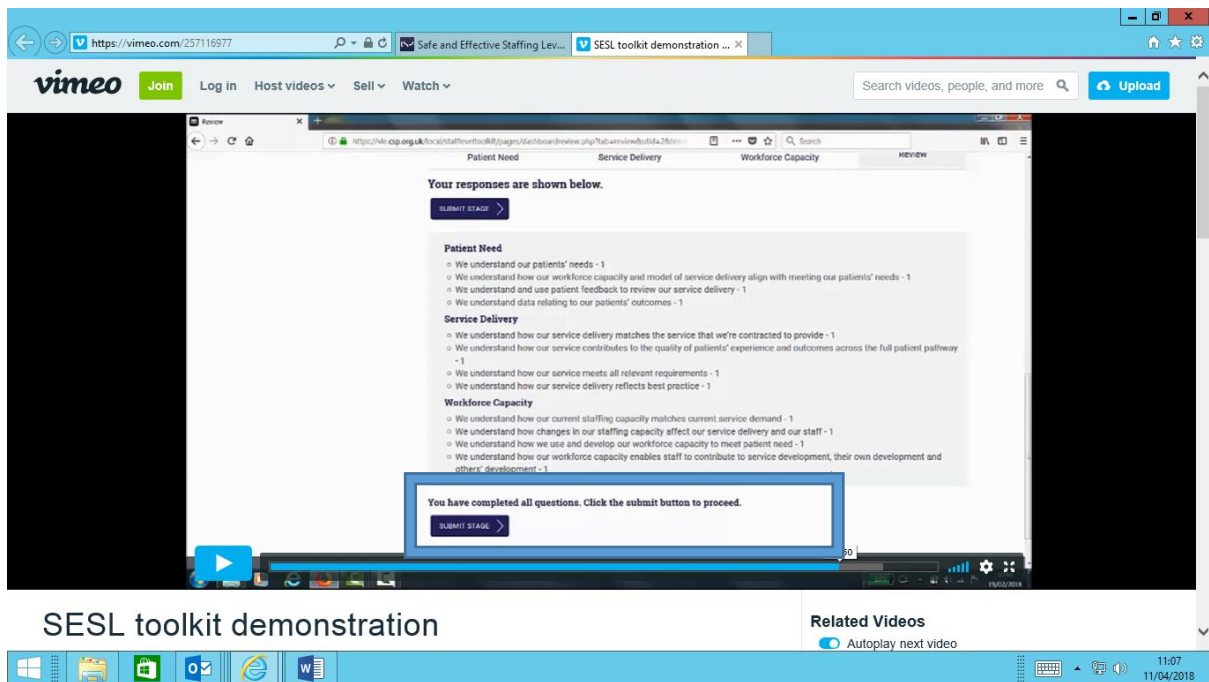 https://vimeo.com/257116977
Safe and Effective Staffing Lev...
SESL toolkit demonstration ...
vimeo
Join
Log in
Host videos
Sell
Watch
Search videos, people, and more
Upload
Review
Search
Patient Need
Service Delivery
Workforce Capacity
Review
Your responses are shown below.
SUBMIT STAGE
Patient Need
We understand our patients' needs - 1
We understand how our workforce capacity and model of service delivery align with meeting our patients' needs - 1
We understand and use patient feedback to review our service delivery - 1
We understand data relating to our patients' outcomes - 1
Service Delivery
We understand how our service delivery matches the service that we're contracted to provide - 1
We understand how our service contributes to the quality of patients' experience and outcomes across the full patient pathway
- 1
We understand how our service meets all relevant requirements - 1
We understand how our service delivery reflects best practice - 1
Workforce Capacity
We understand how our current staffing capacity matches current service demand - 1
We understand how changes in our staffing capacity affect our service delivery and our staff - 1
We understand how we use and develop our workforce capacity to meet patient need - 1
We understand how our workforce capacity enables staff to contribute to service development, their own development and
others' development - 1
You have completed all questions. Click the submit button to proceed.
SUBMIT STAGE
50
15/02/2018
SESL toolkit demonstration
Related Videos
Autoplay next video
11:07
11/04/2018